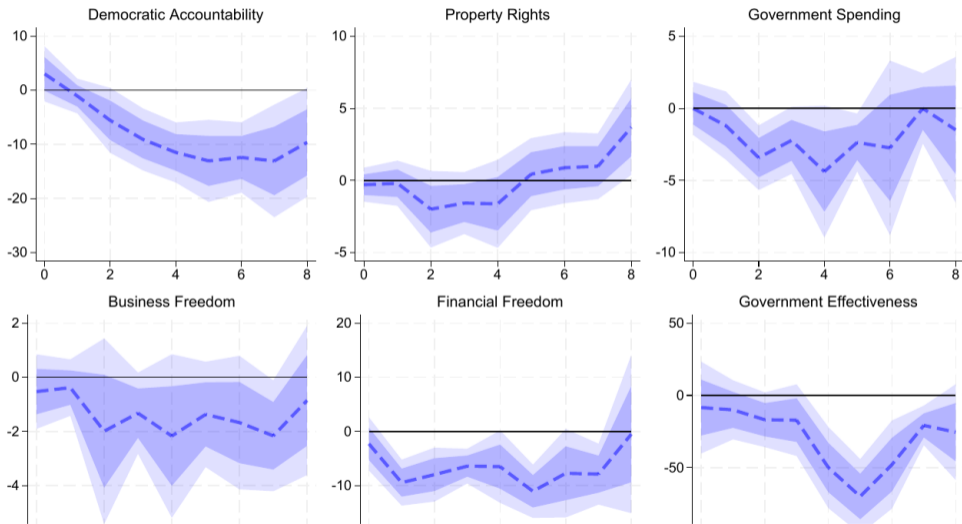 Democratic Accountability
10
0
-10
-20
-30
0 2 4 6 8
Property Rights
10
5
0
-5
0 2 4 6 8
Government Spending
5
0
-5
-10
0 2 4 6 8
Business Freedom
2
0
-2
-4
Financial Freedom
20
10
0
-10
Government Effectiveness
50
0
-50